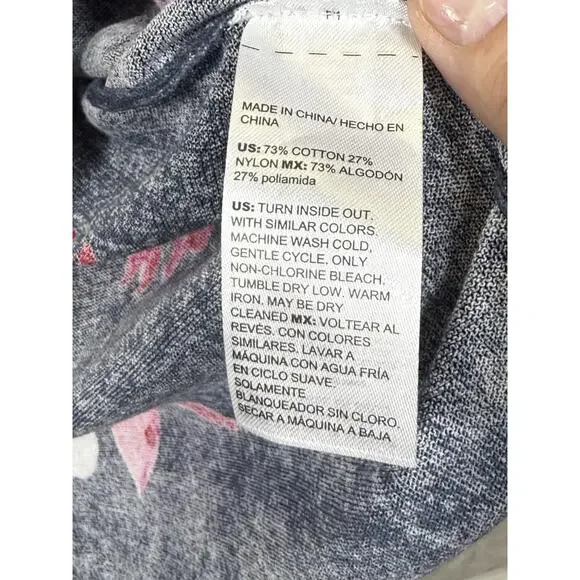 MADE IN CHINA/ HECHO EN
CHINA
US: 73% COTTON 27%
NYLON MX: 73% ALGODÓN
27% poliamida
US: TURN INSIDE OUT.
WITH SIMILAR COLORS.
MACHINE WASH COLD,
GENTLE CYCLE. ONLY
NON-CHLORINE BLEACH.
TUMBLE DRY LOW. WARM
IRON. MAY BE DRY
CLEANED MX: VOLTEAR AL
REVÉS. CON COLORES
SIMILARES. LAVAR A
MÁQUINA CON AGUA FRÍA
EN CICLO SUAVE.
SOLAMENTE
BLANQUEADOR SIN CLORO.
SECAR A MÁQUINA A BAJA